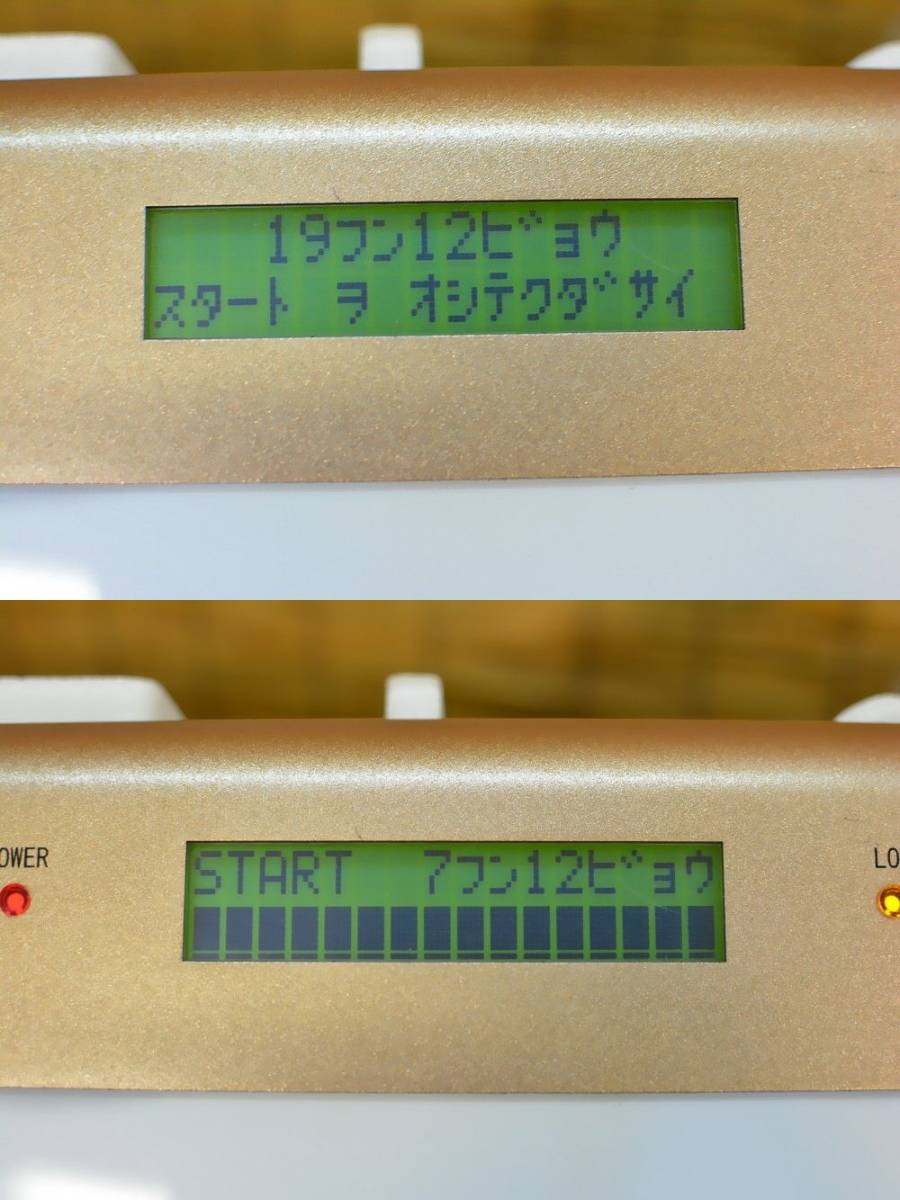 19フン12ビョウ
スタート ヲ オシテクダサイ
OWER
LO
START 7フン12ビョウ